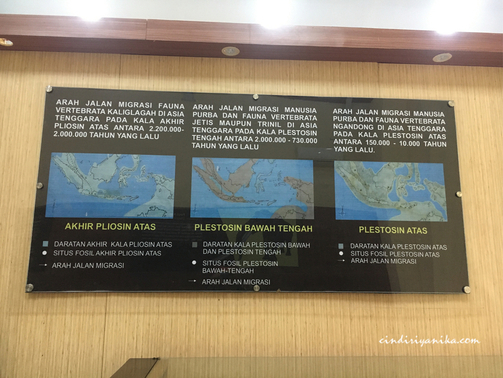 ARAH JALAN MIGRASI FAUNA
VERTEBRATA KALIGLAGAH DI ASIA
TENGGARA PADA KALA AKHIR
PLIOSIN ATAS ANTARA 2.200.000-
2.000.000 TAHUN YANG LALU
AKHIR PLIOSIN ATAS
DARATAN AKHIR KALA PLIOSIN ATAS
SITUS FOSIL AKHIR PLIOSIN ATAS
ARAH JALAN MIGRASI
ARAH JALAN MIGRASI MANUSIA
PURBA DAN FAUNA VERTEBRATA
JETIS MAUPUN TRINIL DI ASIA
TENGGARA PADA KALA PLESTOSIN
TENGAH ANTARA 2.000.000 - 730.000
TAHUN YANG LALU
PLESTOSIN BAWAH TENGAH
DARATAN KALA PLESTOSIN BAWAH
DAN PLESTOSIN TENGAH
SITUS FOSIL PLESTOSIN
BAWAH-TENGAH
ARAH JALAN MIGRASI
ARAH JALAN MIGRASI MANUSIA
PURBA DAN FAUNA VERTEBRATA
NGANDONG DI ASIA TENGGARA
PADA KALA PLESTOSIN ATAS
ANTARA 150.000 - 10.000 TAHUN
YANG LALU.
PLESTOSIN ATAS
DARATAN KALA PLESTOSIN ATAS
SITUS FOSIL PLESTOSIN ATAS
ARAH JALAN MIGRASI
cindisiyanika.com